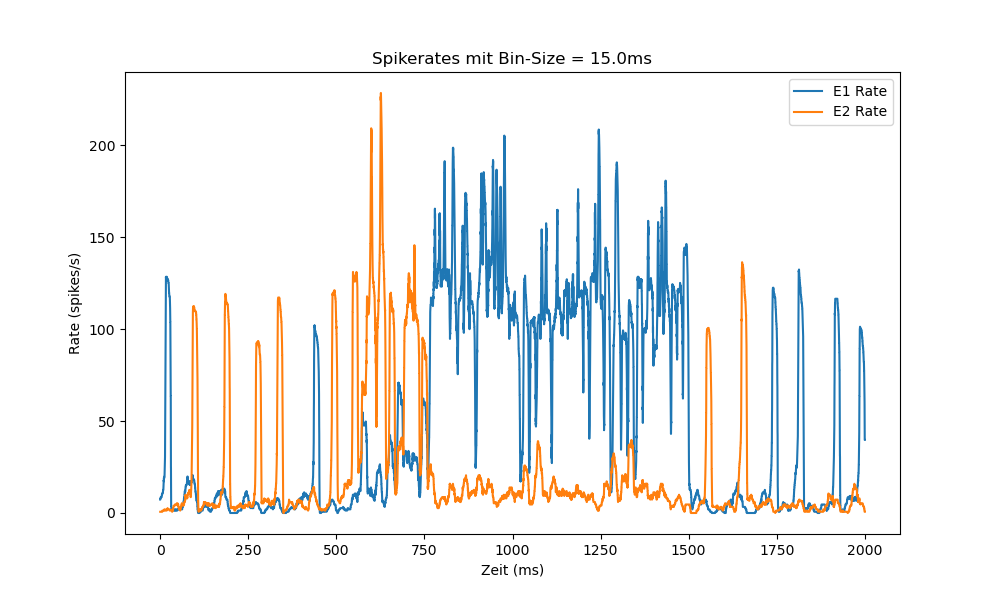 Spikerates mit Bin-Size = 15.0ms
E1 Rate
E2 Rate
Rate (spikes/s)
200
150
100
50
0
0 250 500 750 1000 1250 1500 1750 2000
Zeit (ms)